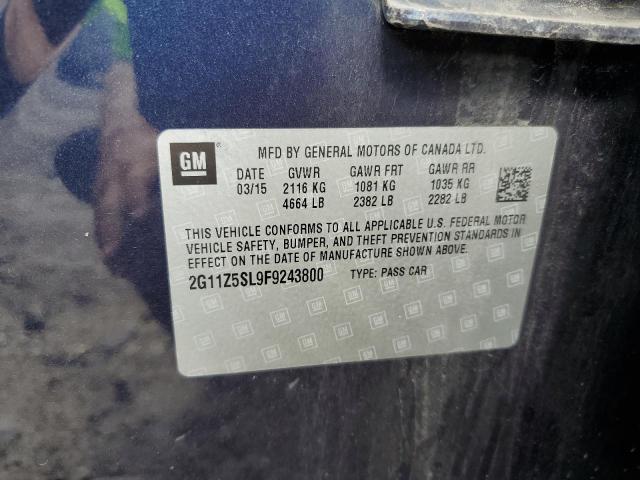 GM ® MFD BY GENERAL MOTORS OF CANADA LTD.
DATE GVWR GAWR FRT GAWR RR
03/15 2116 KG 1081 KG 1035 KG
4664 LB 2382 LB 2282 LB
THIS VEHICLE CONFORMS TO ALL APPLICABLE U.S. FEDERAL MOTOR
VEHICLE SAFETY, BUMPER, AND THEFT PREVENTION STANDARDS IN
EFFECT ON THE DATE OF MANUFACTURE SHOWN ABOVE.
2G11Z5SL9F9243800 TYPE: PASS CAR